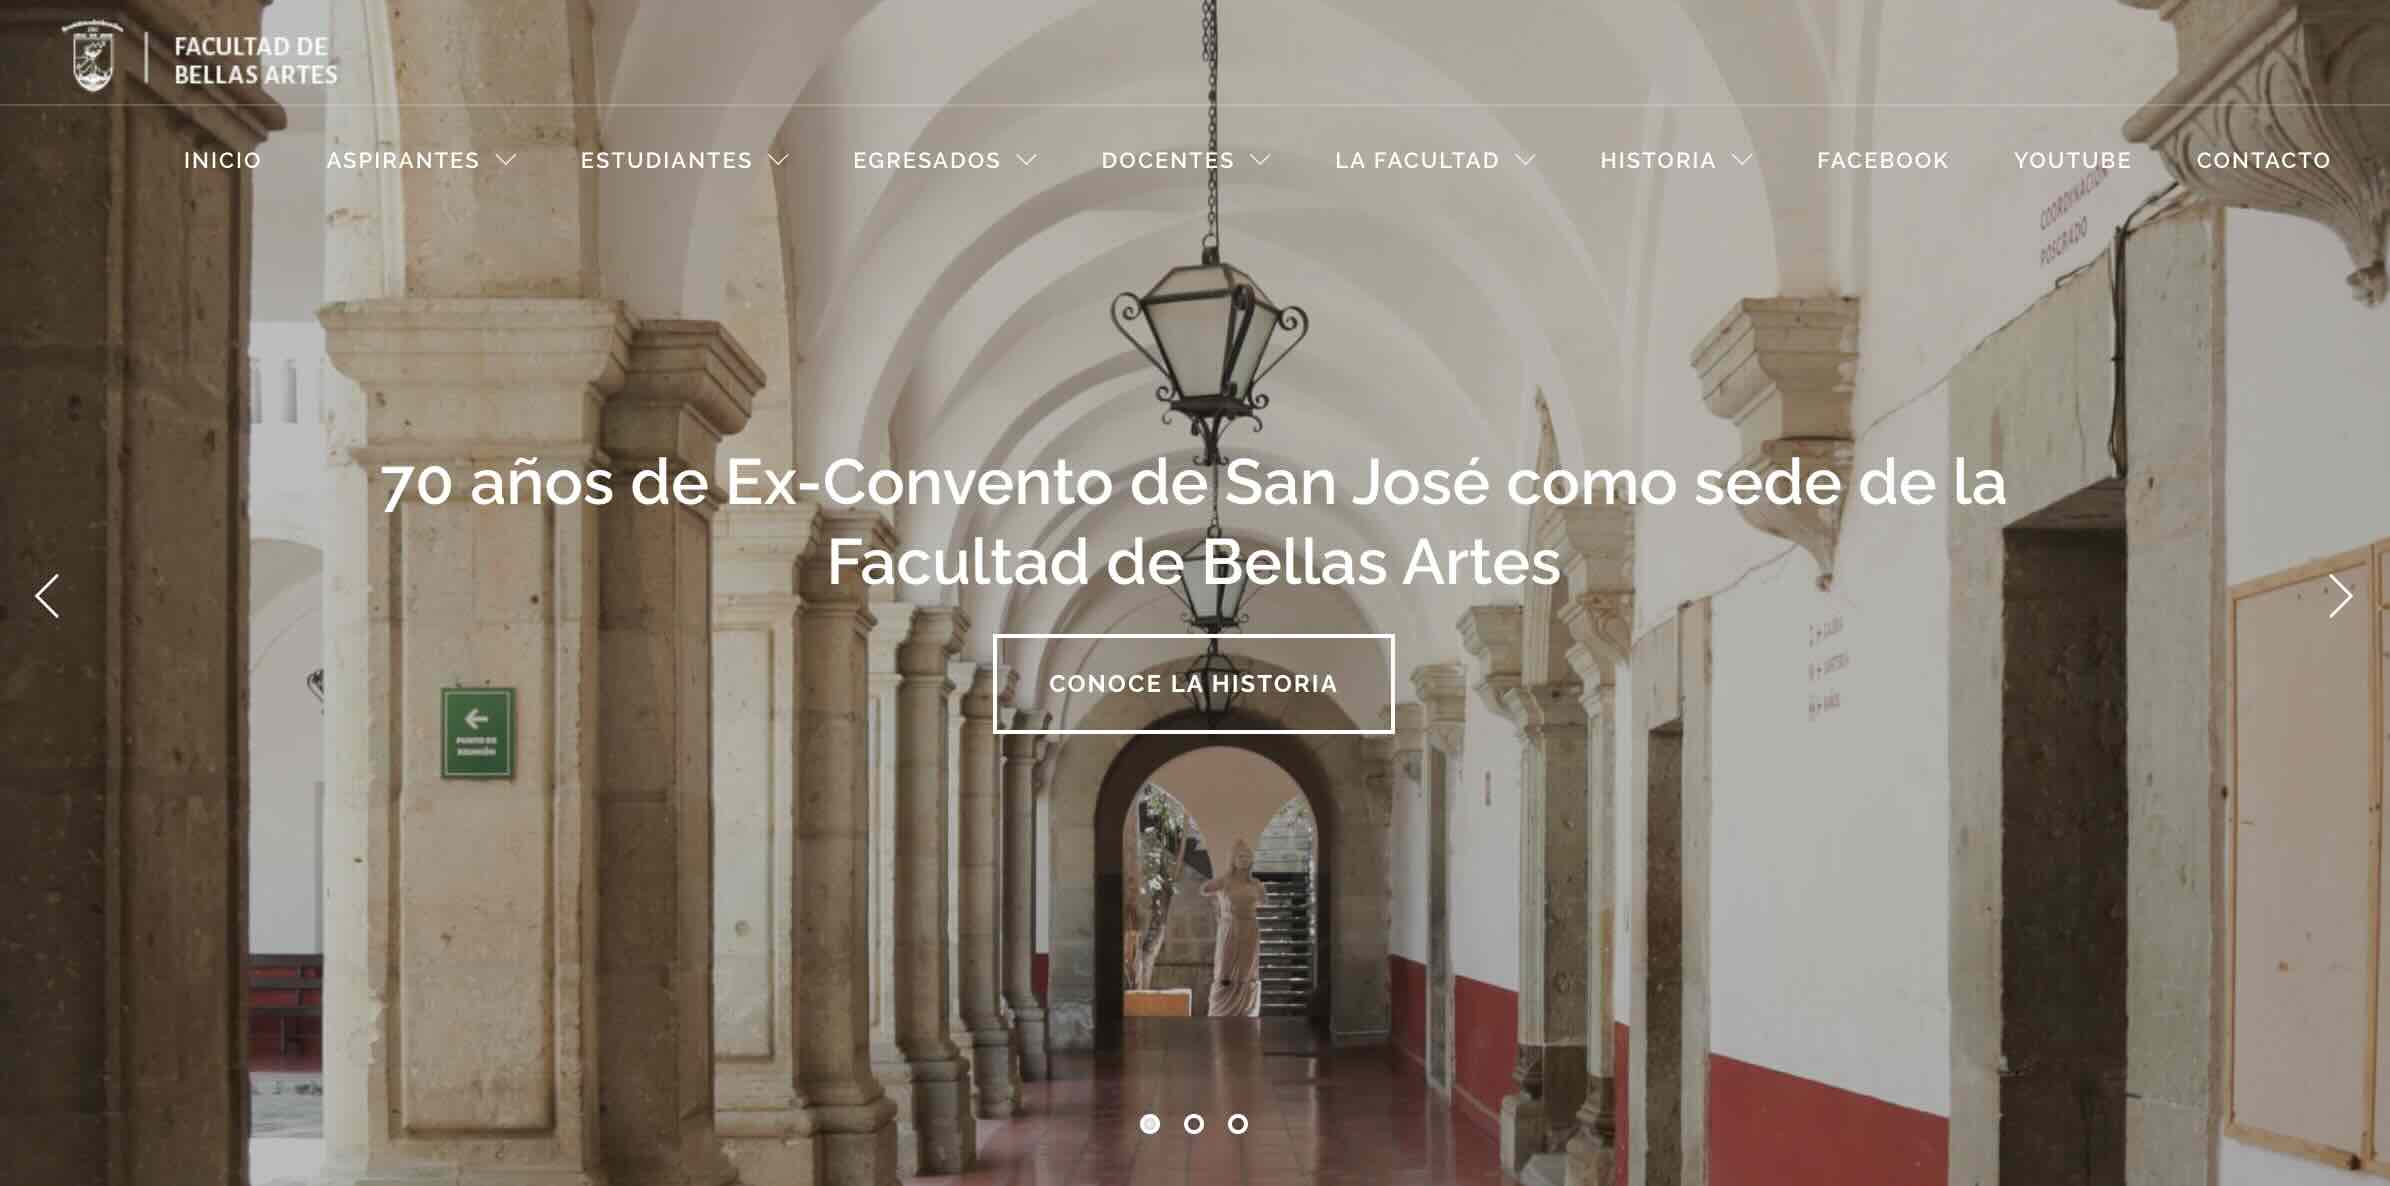 FACULTAD DE
BELLAS ARTES
INICIO
ASPIRANTES
ESTUDIANTES
EGRESADOS
DOCENTES
LA FACULTAD
HISTORIA
FACEBOOK
YOUTUBE
CONTACTO
COORDINACIÓN
POSGRADO
70 años de Ex-Convento de San José como sede de la
Facultad de Bellas Artes
CONOCE LA HISTORIA
PUNTO DE
REUNIÓN